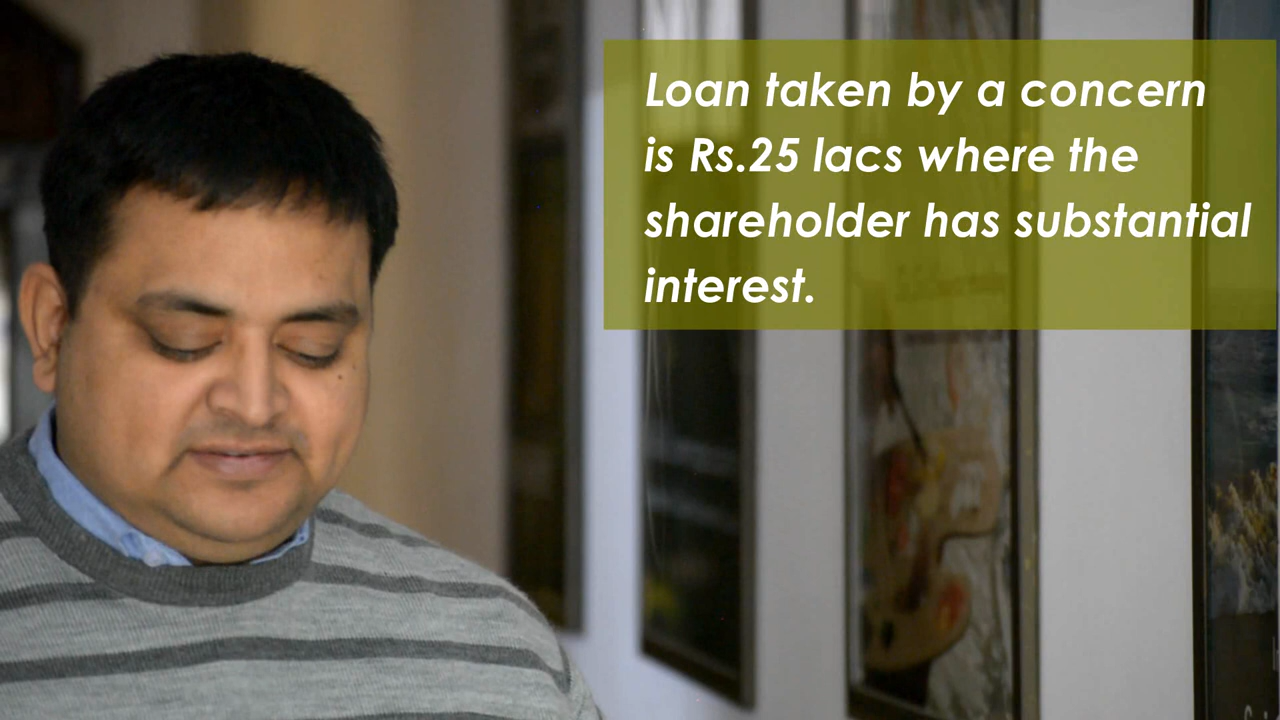 Loan taken by a concern
is Rs.25 lacs where the
shareholder has substantial
interest.